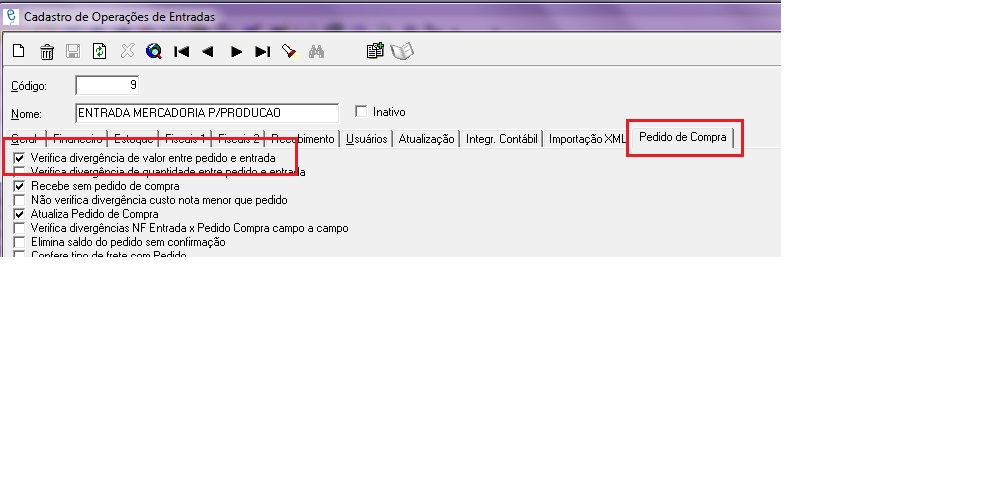 Cadastro de Operações de Entradas
Código: 9
Nome: ENTRADA MERCADORIA P/PRODUCAO Inativo
Geral Financeiro Estoque Fiscais 1 Fiscais 2 Recebimento Usuários Atualização Integr. Contábil Importação XML Pedido de Compra
Verifica divergência de valor entre pedido e entrada
Verifica divergência de quantidade entre pedido e entrada
Recebe sem pedido de compra
Não verifica divergência custo nota menor que pedido
Atualiza Pedido de Compra
Verifica divergências NF Entrada x Pedido Compra campo a campo
Elimina saldo do pedido sem confirmação
Confere tipo de frete com Pedido